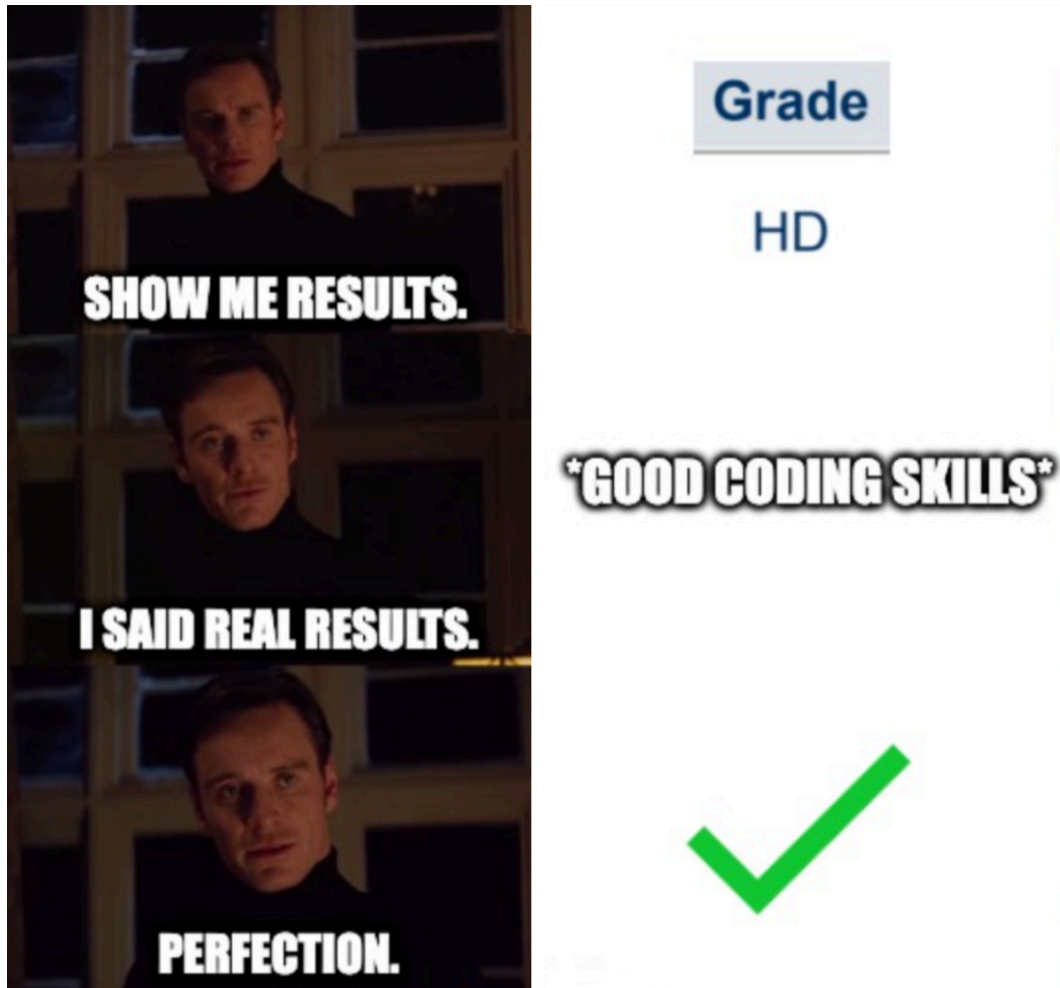 Grade
HD
SHOW ME RESULTS.
*GOOD CODING SKILLS*
I SAID REAL RESULTS.
PERFECTION.